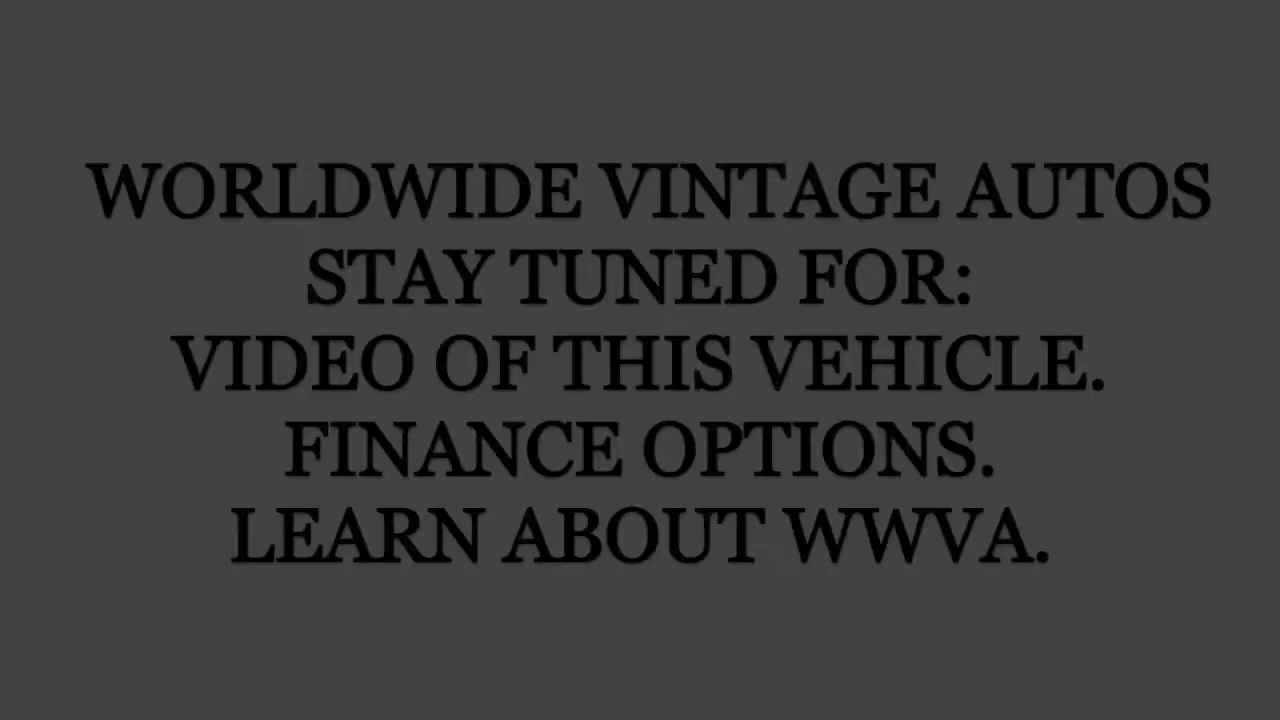 WORLDWIDE VINTAGE AUTOS
STAY TUNED FOR:
VIDEO OF THIS VEHICLE.
FINANCE OPTIONS.
LEARN ABOUT WWVA.